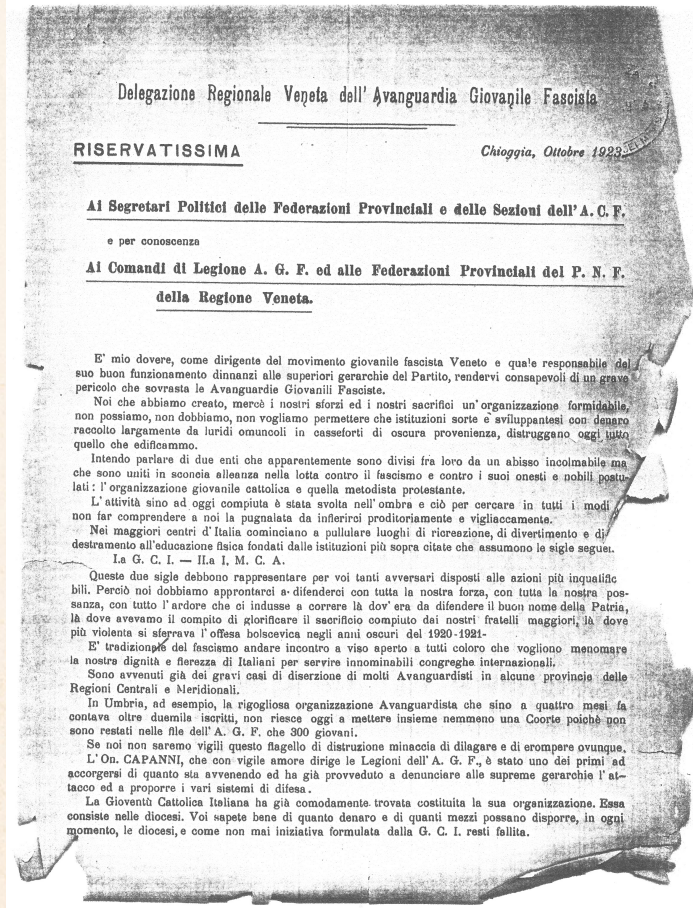 Delegazione Regionale Veneta dell' Avanguardia Giovanile Fascista
RISERVATISSIMA
Chioggia, Ottobre 1923
Ai Segretari Politici delle Federazioni Provinciali e delle Sezioni dell' A. C. F.
e per conoscenza
Ai Comandi di Legione A. G. F. ed alle Federazioni Provinciali del P. N. F.
della Regione Veneta.
E' mio dovere, come dirigente del movimento giovanile fascista Veneto e quale responsabile del
suo buon funzionamento dinnanzi alle superiori gerarchie del Partito, rendervi consapevoli di un grave
pericolo che sovrasta le Avanguardie Giovanili Fasciste.
Noi che abbiamo creato, mercè i nostri sforzi ed i nostri sacrifici un' organizzazione formidabile,
non possiamo, non dobbiamo, non vogliamo permettere che istituzioni sorte e sviluppantesi con denaro
raccolto largamente da luridi omuncoli in casseforti di oscura provenienza, distruggano oggi tutto
quello che edificammo.
Intendo parlare di due enti che apparentemente sono divisi fra loro da un abisso incolmabile ma
che sono uniti in sconcia alleanza nella lotta contro il fascismo e contro i suoi onesti e nobili postu-
lati : l' organizzazione giovanile cattolica e quella metodista protestante.
L' attività sino ad oggi compiuta è stata svolta nell' ombra e ciò per cercare in tutti i modi
non far comprendere a noi la pugnalata da infierirci proditoriamente e vigliaccamente.
Nei maggiori centri d' Italia cominciano a pullulare luoghi di ricreazione, di divertimento e di
destramento all'educazione fisica fondati dalle istituzioni più sopra citate che assumono le sigle seguen.
I.a G. C. I. — II.a I, M. C. A.
Queste due sigle debbono rappresentare per voi tanti avversari disposti alle azioni più inqualific
bili. Perciò noi dobbiamo approntarci a difenderci con tutta la nostra forza, con tutta la nostra pos-
sanza, con tutto l' ardore che ci indusse a correre là dov' era da difendere il buon nome della Patria,
là dove avevamo il compito di glorificare il sacrificio compiuto dai nostri fratelli maggiori, là dove
più violenta si sferrava l' offesa bolscevica negli anni oscuri del 1920-1921-
E' tradizionale del fascismo andare incontro a viso aperto a tutti coloro che vogliono menomare
la nostra dignità e fierezza di Italiani per servire innominabili congreghe internazionali.
Sono avvenuti già dei gravi casi di diserzione di molti Avanguardisti in alcune provincie delle
Regioni Centrali e Meridionali.
In Umbria, ad esempio, la rigogliosa organizzazione Avanguardista che sino a quattro mesi fa
contava oltre duemila iscritti, non riesce oggi a mettere insieme nemmeno una Coorte poichè non
sono restati nelle file dell' A. G. F. che 300 giovani.
Se noi non saremo vigili questo flagello di distruzione minaccia di dilagare e di erompere ovunque.
L' On. CAPANNI, che con vigile amore dirige le Legioni dell' A. G. F., è stato uno dei primi ad
accorgersi di quanto sta avvenendo ed ha già provveduto a denunciare alle supreme gerarchie l' at-
tacco ed a proporre i vari sistemi di difesa.
La Gioventù Cattolica Italiana ha già comodamente trovata costituita la sua organizzazione. Essa
consiste nelle diocesi. Voi sapete bene di quanto denaro e di quanti mezzi possano disporre, in ogni
momento, le diocesi, e come non mai iniziativa formulata dalla G. C. I. resti fallita.